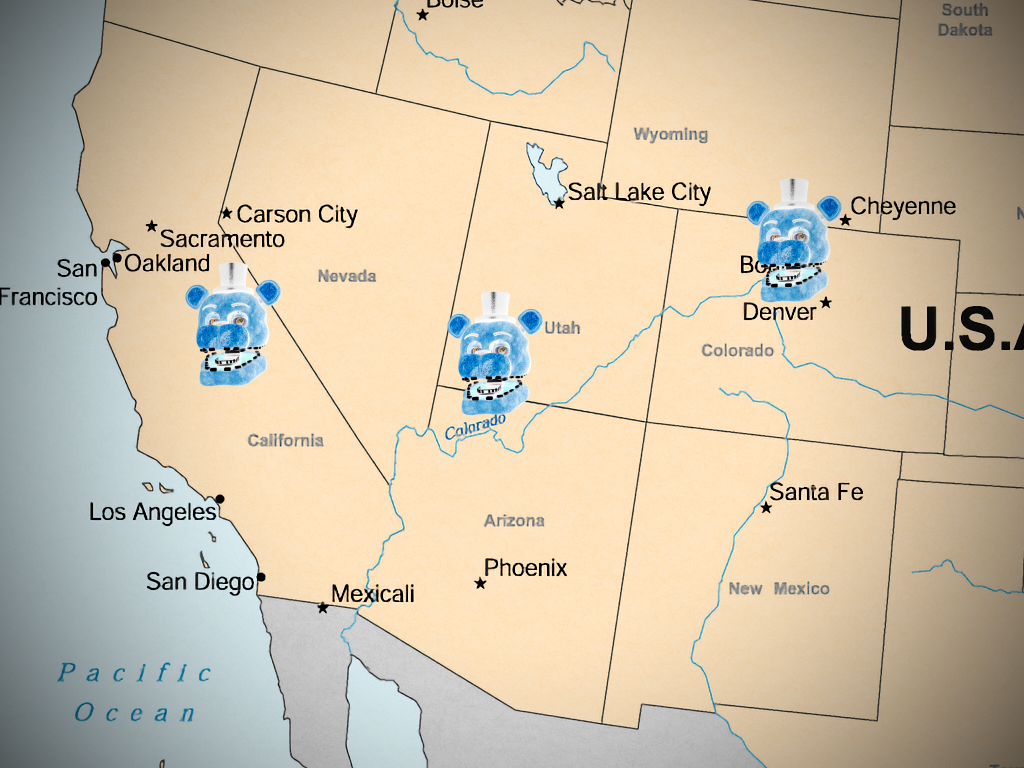 Boise
South
Dakota
Wyoming
Salt Lake City
Cheyenne
Carson City
Sacramento
San
Francisco
Oakland
Nevada
Utah
Denver
Colorado
U.S.
California
Colorado
Los Angeles
Arizona
Santa Fe
San Diego
Mexicali
Phoenix
New Mexico
Pacific
Ocean